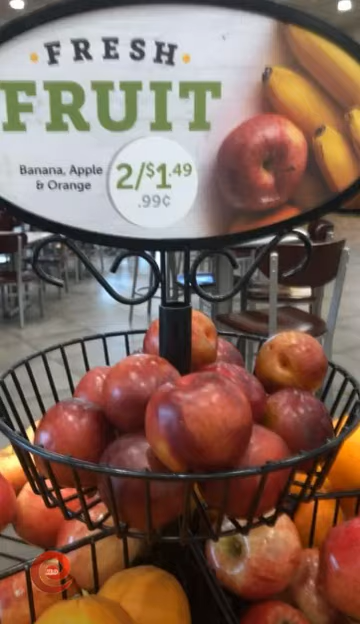 FRESH
FRUIT
Banana, Apple
& Orange
2/$1.49
.99¢